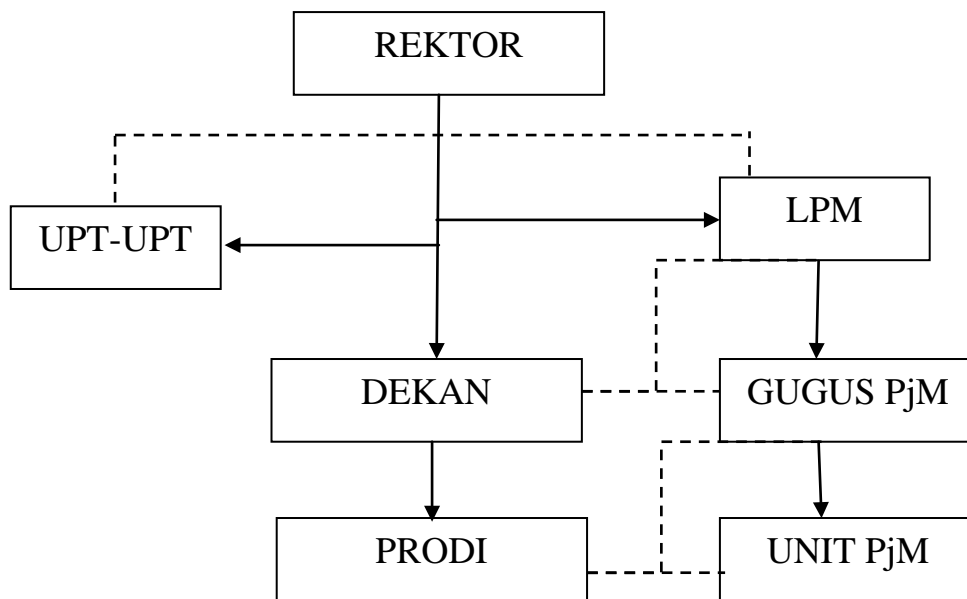 REKTOR
LPM
UPT-UPT
DEKAN
GUGUS PjM
PRODI
UNIT PjM